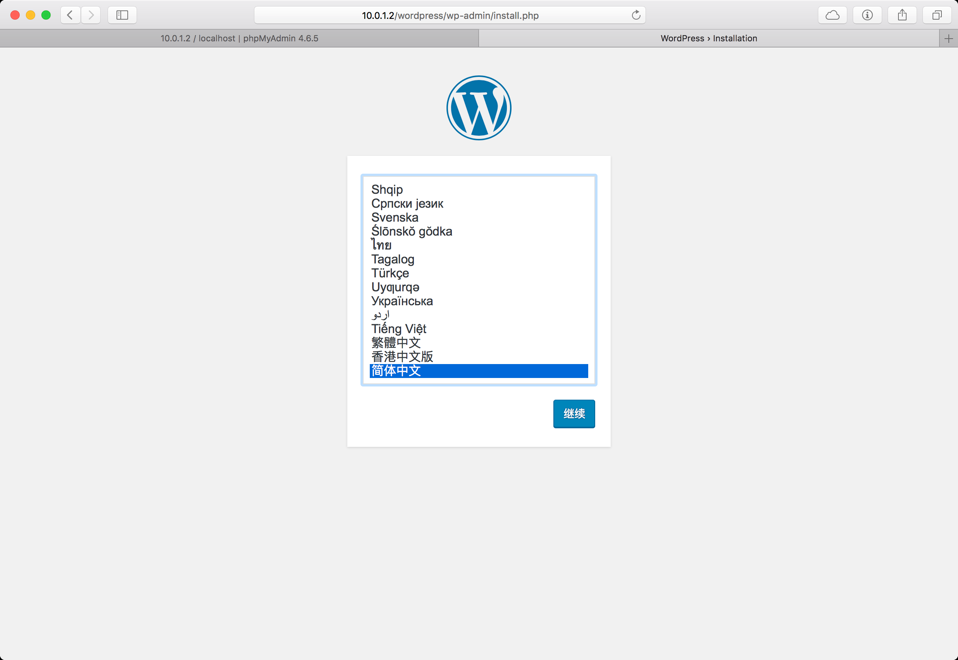 10.0.1.2/wordpress/wp-admin/install.php
10.0.1.2 / localhost | phpMyAdmin 4.6.5
WordPress › Installation
Shqip
Српски језик
Svenska
Ślōnskŏ gŏdka
ไทย
Tagalog
Türkçe
Uyƣurqə
Українська
اردو
Tiếng Việt
繁體中文
香港中文版
简体中文
继续